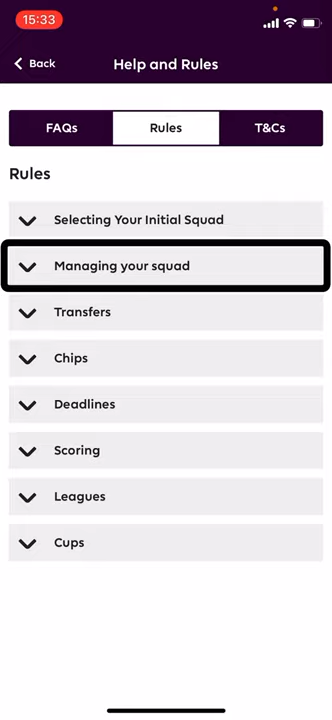 15:33
Back
Help and Rules
FAQs
Rules
T&Cs
Rules
Selecting Your Initial Squad
Managing your squad
Transfers
Chips
Deadlines
Scoring
Leagues
Cups